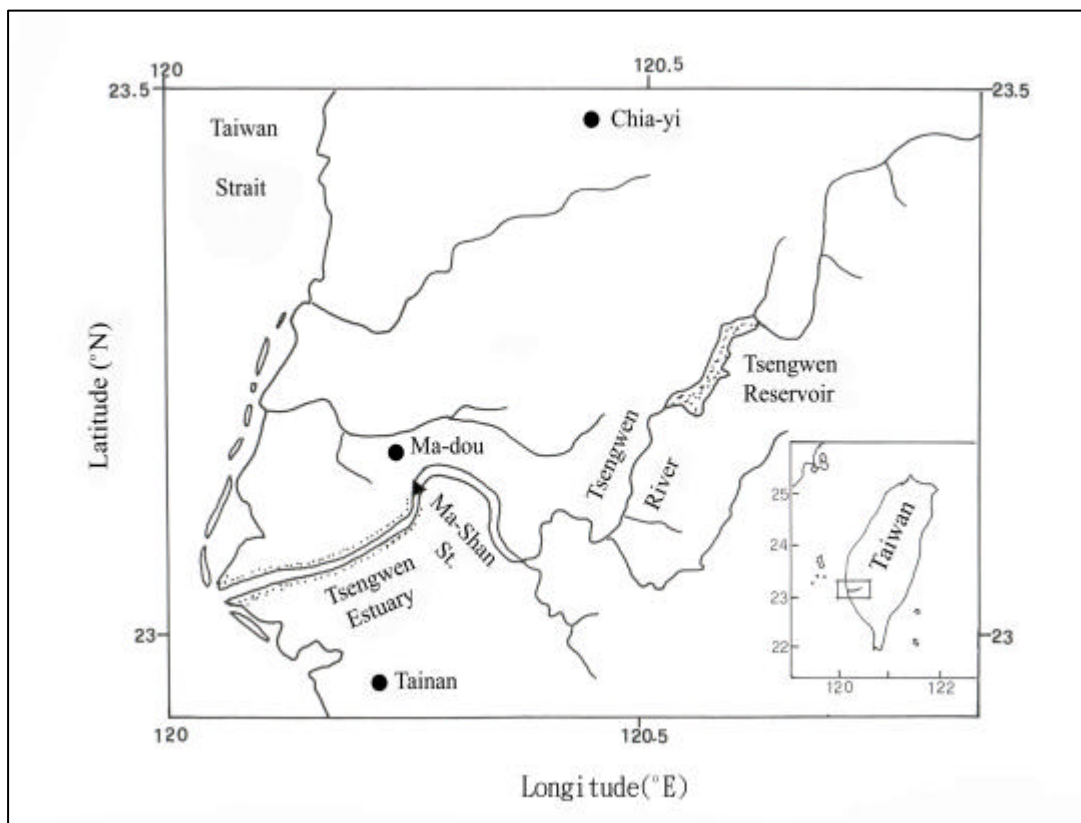 120
120.5
23.5
23.5
Taiwan
Strait
Chia-yi
Latitude (°N)
Tsengwen
Reservoir
Tsengwen
River
Ma-dou
Ma-Shan
St.
Tsengwen
Estuary
25
24
23
22
Taiwan
120
122
23
23
Tainan
120
120.5
Longitude(°E)